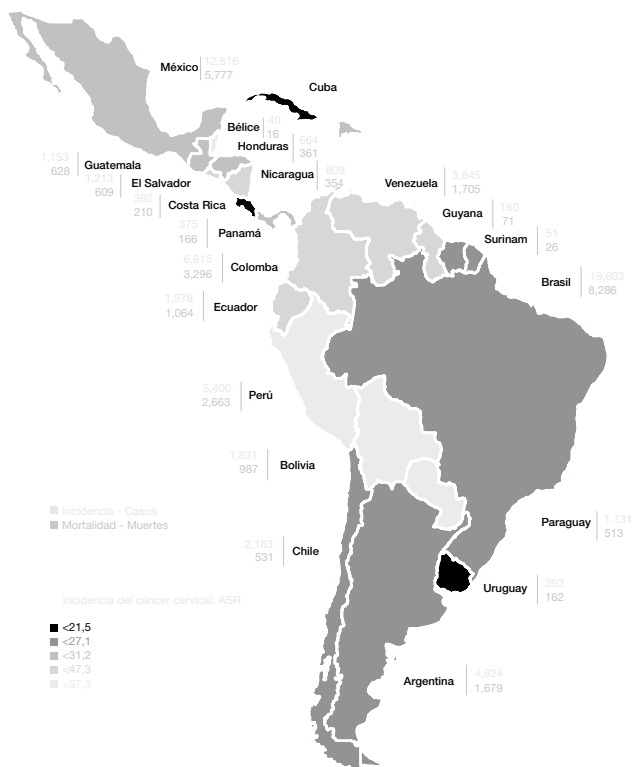 México 12,516
5,777
Cuba
Bélice 40
16
Honduras 664
361
1,153 Guatemala
628
Nicaragua 809
354
1,213 El Salvador
609
Venezuela 3,845
1,705
392 Costa Rica
210
Guyana 160
71
375 Panamá
166
Surinam 51
26
6,815 Colomba
3,296
Brasil 19,603
8,286
1,978 Ecuador
1,064
5,400 Perú
2,663
1,831 Bolivia
987
Incidencia - Casos
Mortalidad - Muertes
Paraguay 1,131
513
2,163 Chile
531
Uruguay 392
162
Incidencia del cáncer cervical: ASR
<21,5
<27,1
<31,2
<47,3
<87,3
Argentina 4,924
1,679